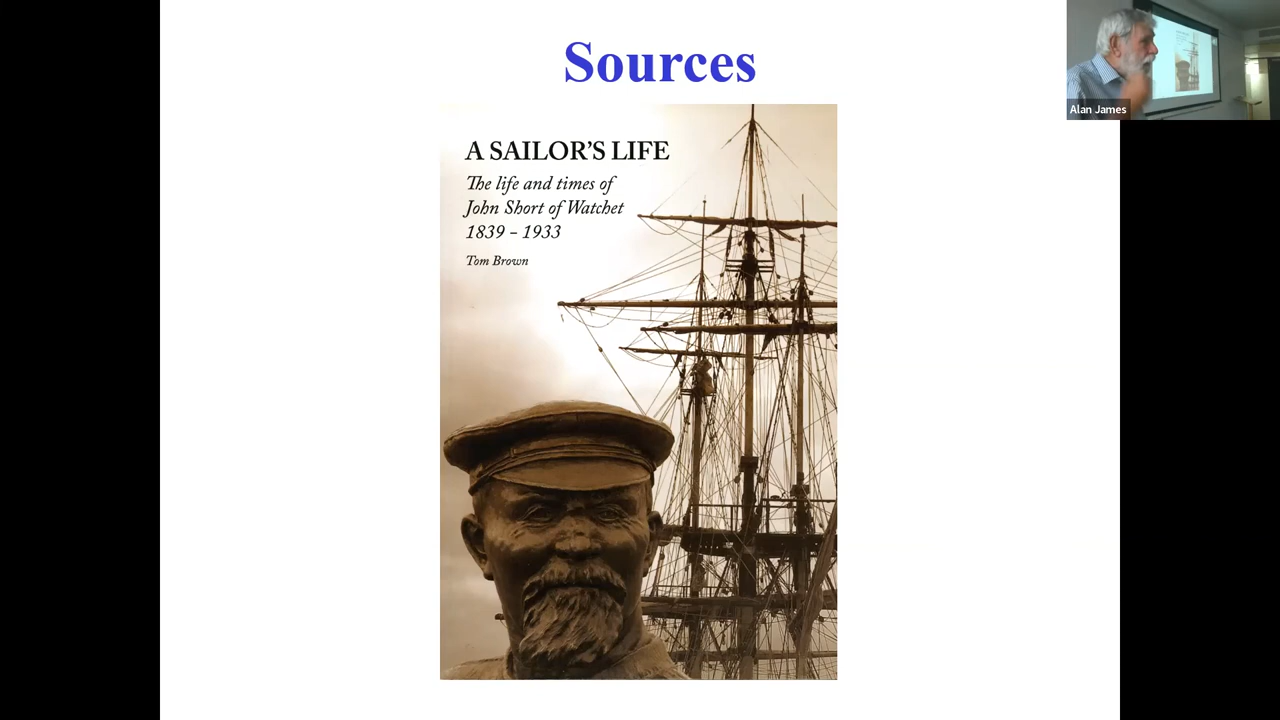 Sources
A SAILOR'S LIFE
The life and times of
John Short of Watchet
1839 – 1933
Tom Brown
Alan James